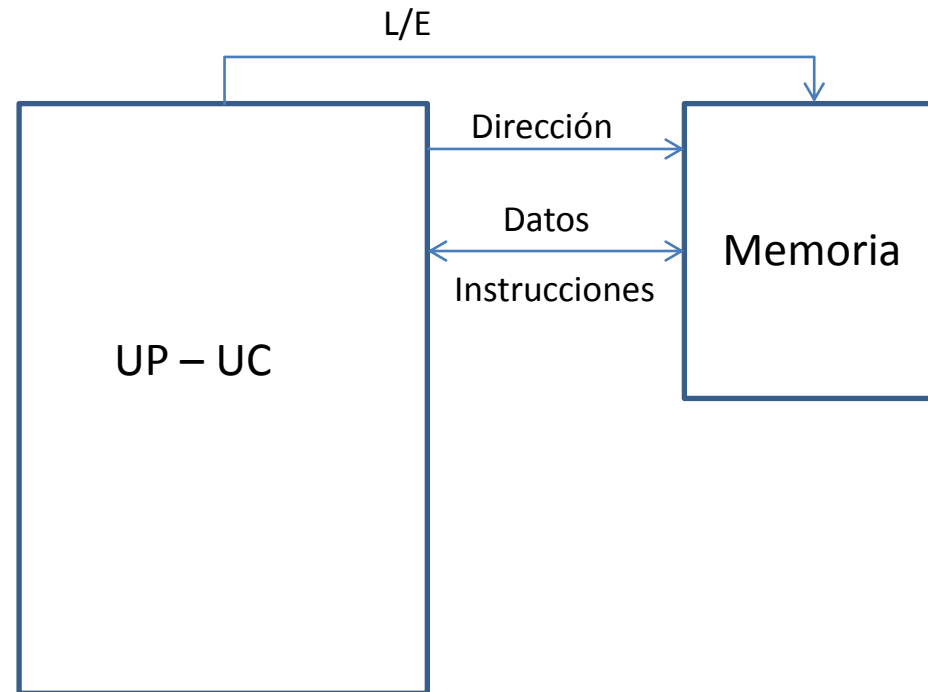 L/E
Dirección
Datos
Instrucciones
Memoria
UP – UC